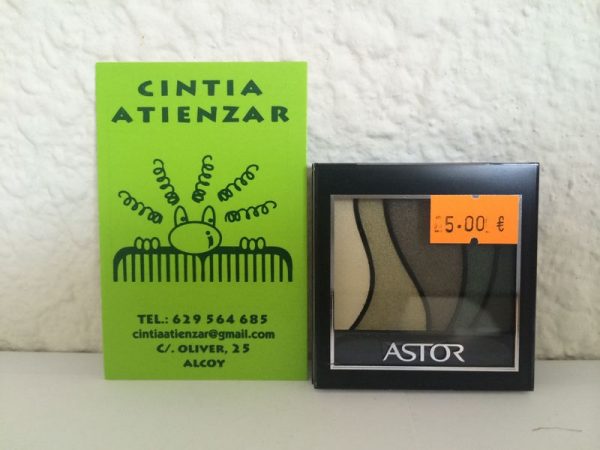 CINTIA
ATIENZAR
TEL.: 629 564 685
cintiaatienzar@gmail.com
C/. OLIVER, 25
ALCOY
5.00
ASTOR